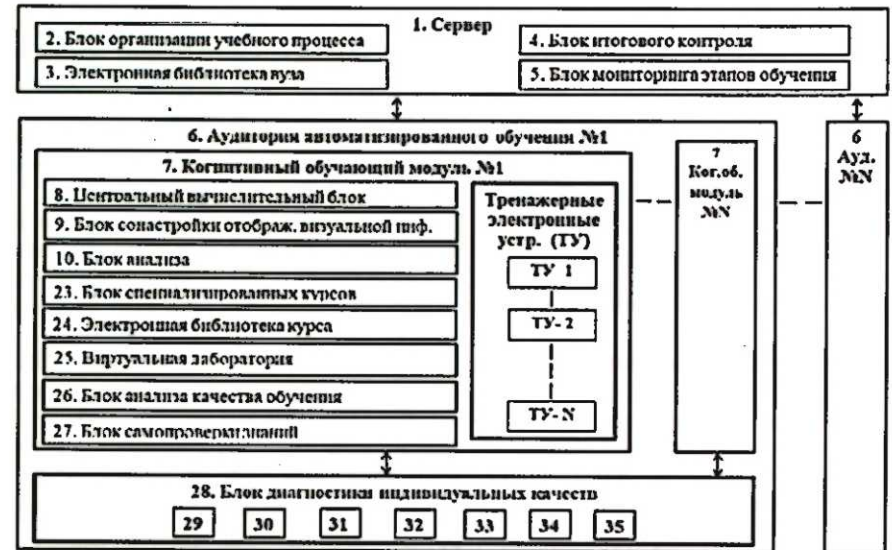 1. Сервер
2. Блок организации учебного процесса
4. Блок итогового контроля
3. Электронная библиотека вуза
5. Блок мониторинга этапов обучения
6. Аудитория автоматизированного обучения №1
7. Когнитивный обучающий модуль №1
8. Центральный вычислительный блок
9. Блок сонастройки отображ. визуальной инф.
10. Блок анализа
23. Блок специализированных курсов
24. Электронная библиотека курса
25. Виртуальная лаборатория
26. Блок анализа качества обучения
27. Блок самопроверки знаний
Тренажерные
электронные
устр. (ТУ)
ТУ 1
ТУ- 2
ТУ- N
7
Ког.об.
модуль
№N
6
Ауд.
№N
28. Блок диагностики индивидуальных качеств
29 30 31 32 33 34 35